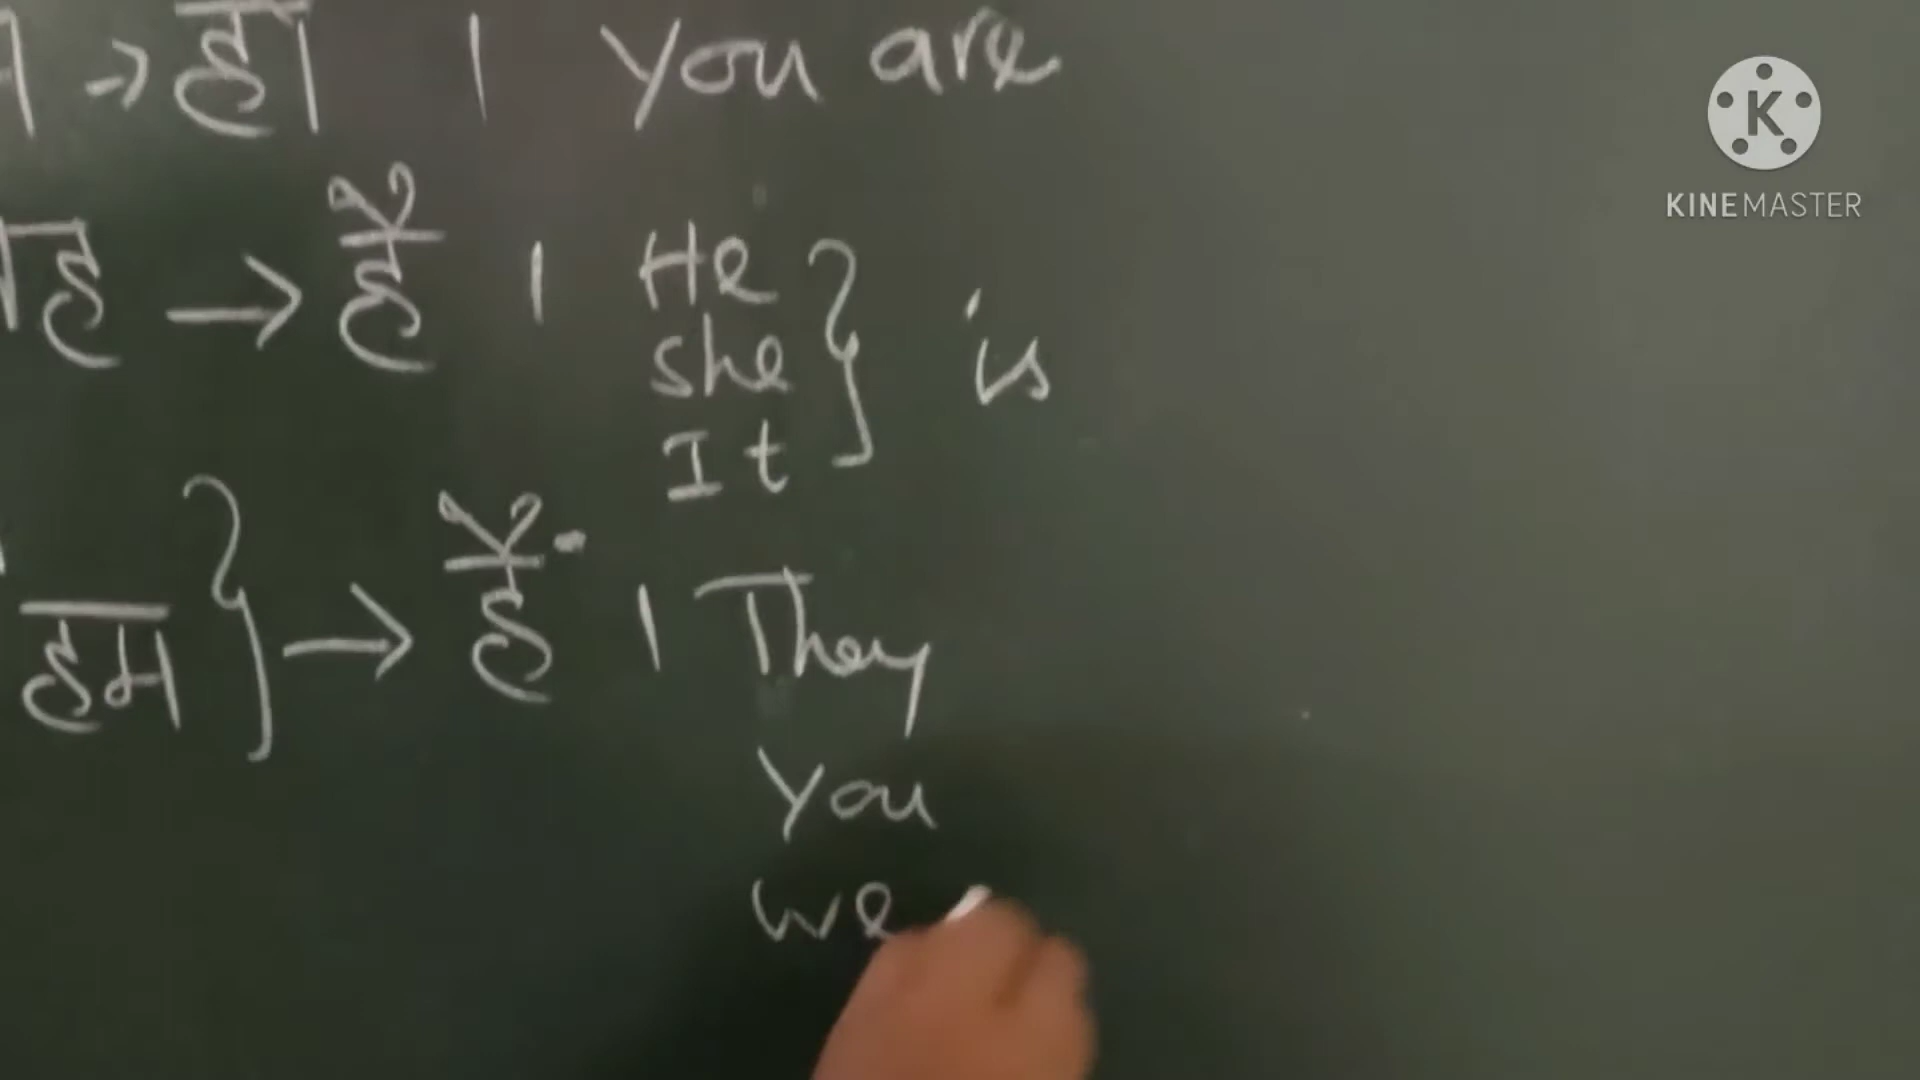 → हो । You are
→ है । He
she
It
} is
हम } → हैं । They
You
we
K
KINEMASTER